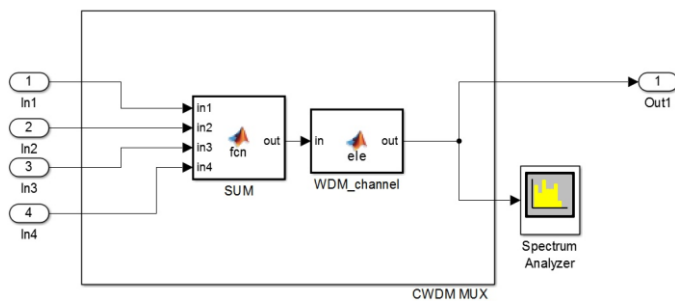 1
In1
2
In2
3
In3
4
In4
in1
in2
in3
in4
fcn
out
SUM
in
ele
out
WDM_channel
1
Out1
Spectrum
Analyzer
CWDM MUX